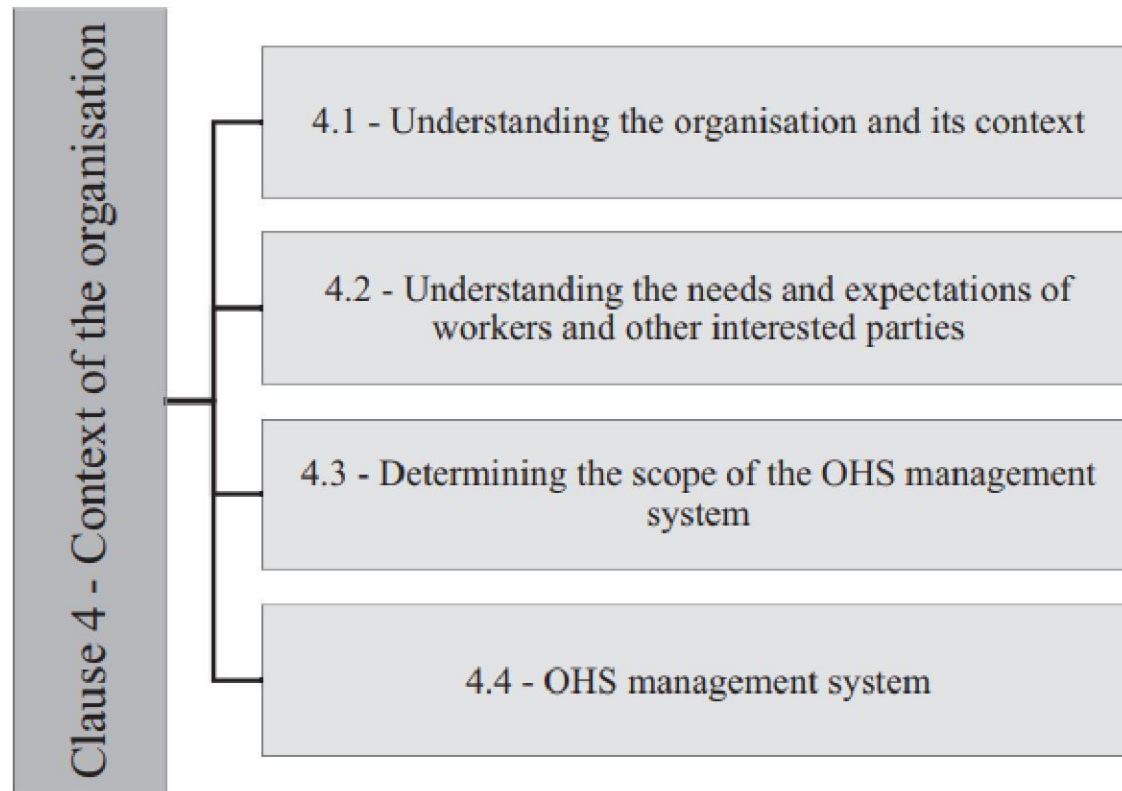 Clause 4 - Context of the organisation
4.1 - Understanding the organisation and its context
4.2 - Understanding the needs and expectations of
workers and other interested parties
4.3 - Determining the scope of the OHS management
system
4.4 - OHS management system